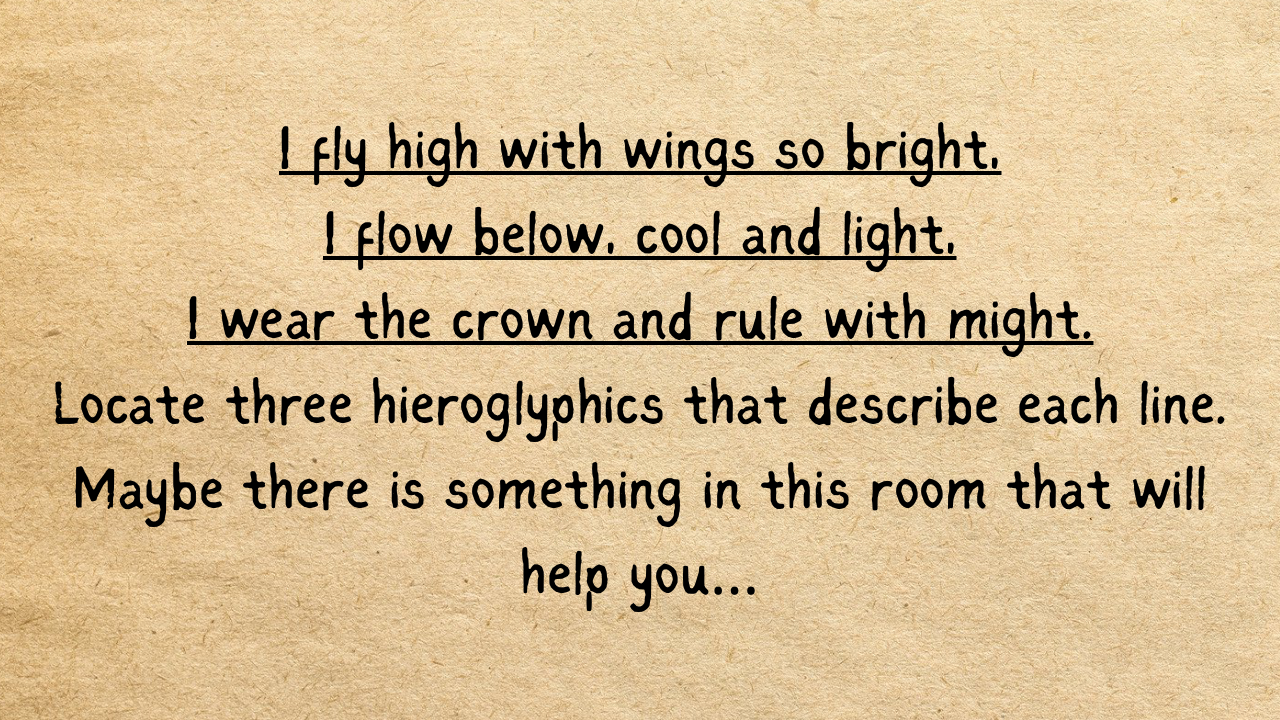 I fly high with wings so bright.
I flow below, cool and light.
I wear the crown and rule with might.
Locate three hieroglyphics that describe each line.
Maybe there is something in this room that will
help you...